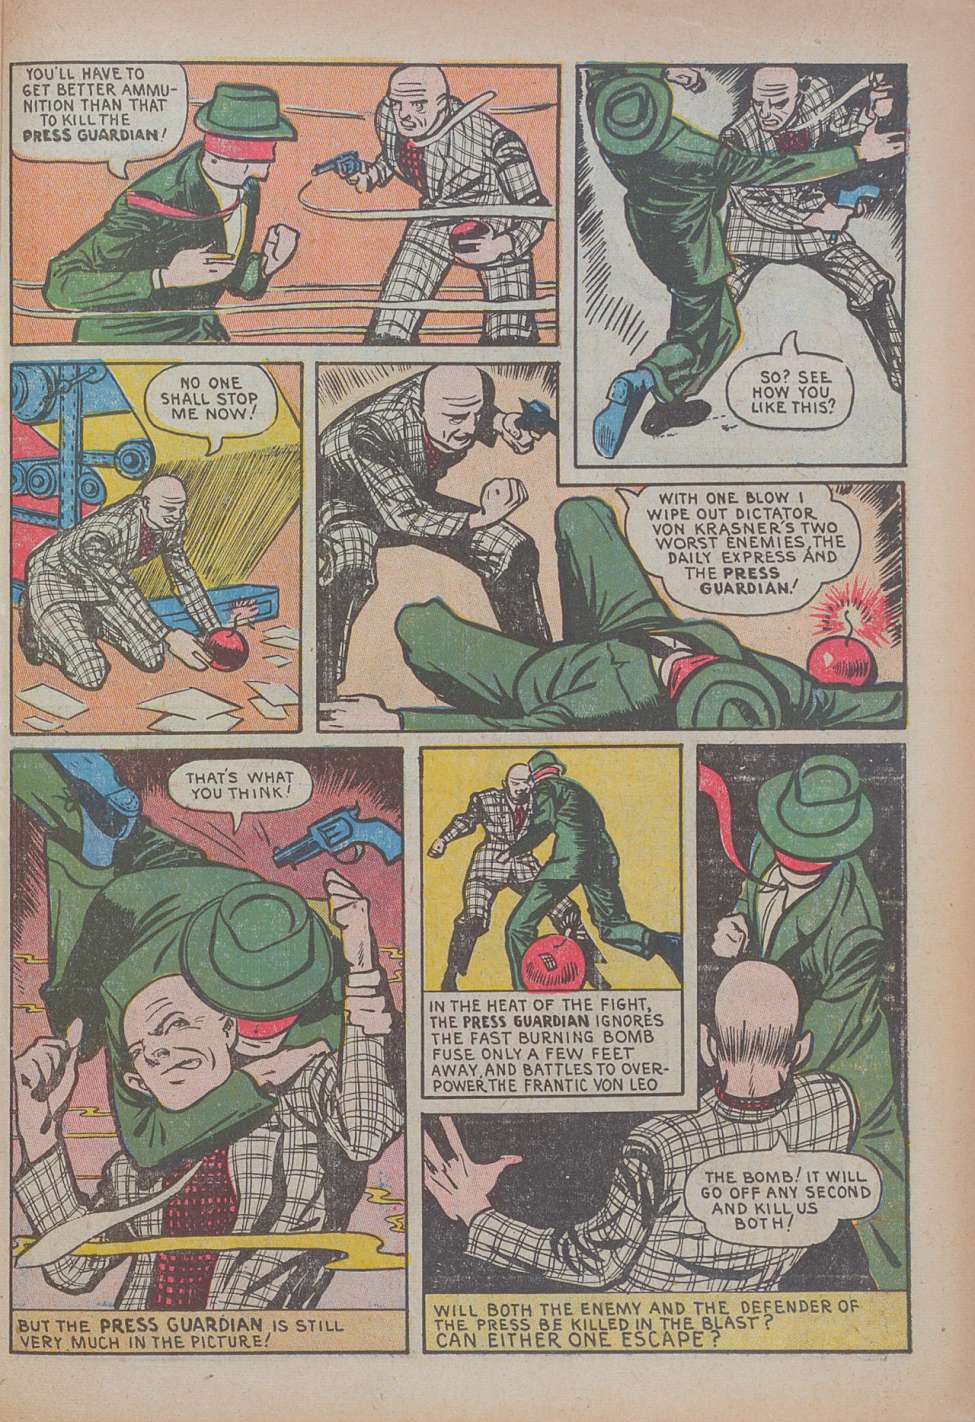 YOU'LL HAVE TO
GET BETTER AMMU-
NITION THAN THAT
TO KILL THE
PRESS GUARDIAN!
SO? SEE
HOW YOU
LIKE THIS?
NO ONE
SHALL STOP
ME NOW!
WITH ONE BLOW I
WIPE OUT DICTATOR
VON KRASNER'S TWO
WORST ENEMIES, THE
DAILY EXPRESS AND
THE PRESS
GUARDIAN!
THAT'S WHAT
YOU THINK!
BUT THE PRESS GUARDIAN IS STILL
VERY MUCH IN THE PICTURE!
IN THE HEAT OF THE FIGHT,
THE PRESS GUARDIAN IGNORES
THE FAST BURNING BOMB
FUSE ONLY A FEW FEET
AWAY, AND BATTLES TO OVER-
POWER THE FRANTIC VON LEO
THE BOMB! IT WILL
GO OFF ANY SECOND
AND KILL US
BOTH!
WILL BOTH THE ENEMY AND THE DEFENDER OF
THE PRESS BE KILLED IN THE BLAST?
CAN EITHER ONE ESCAPE?